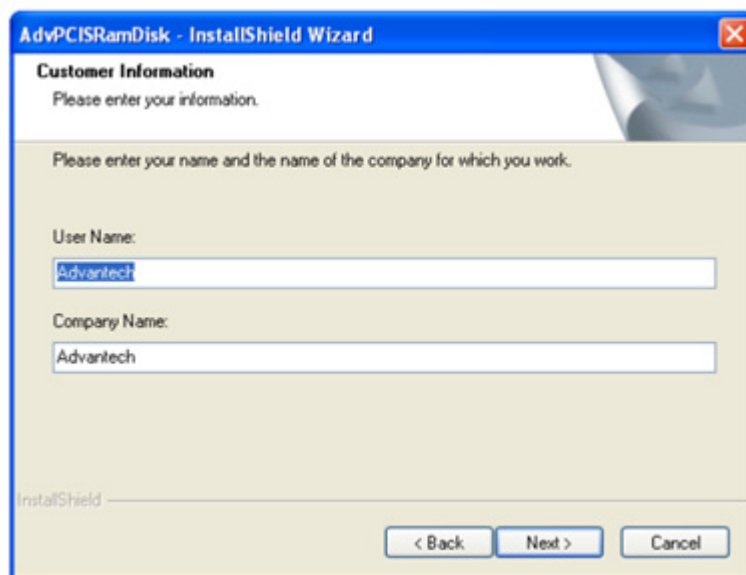 AdvPCISRamDisk - InstallShield Wizard
Customer Information
Please enter your information.
Please enter your name and the name of the company for which you work.
User Name:
Advantech
Company Name:
Advantech
InstallShield
< Back Next > Cancel